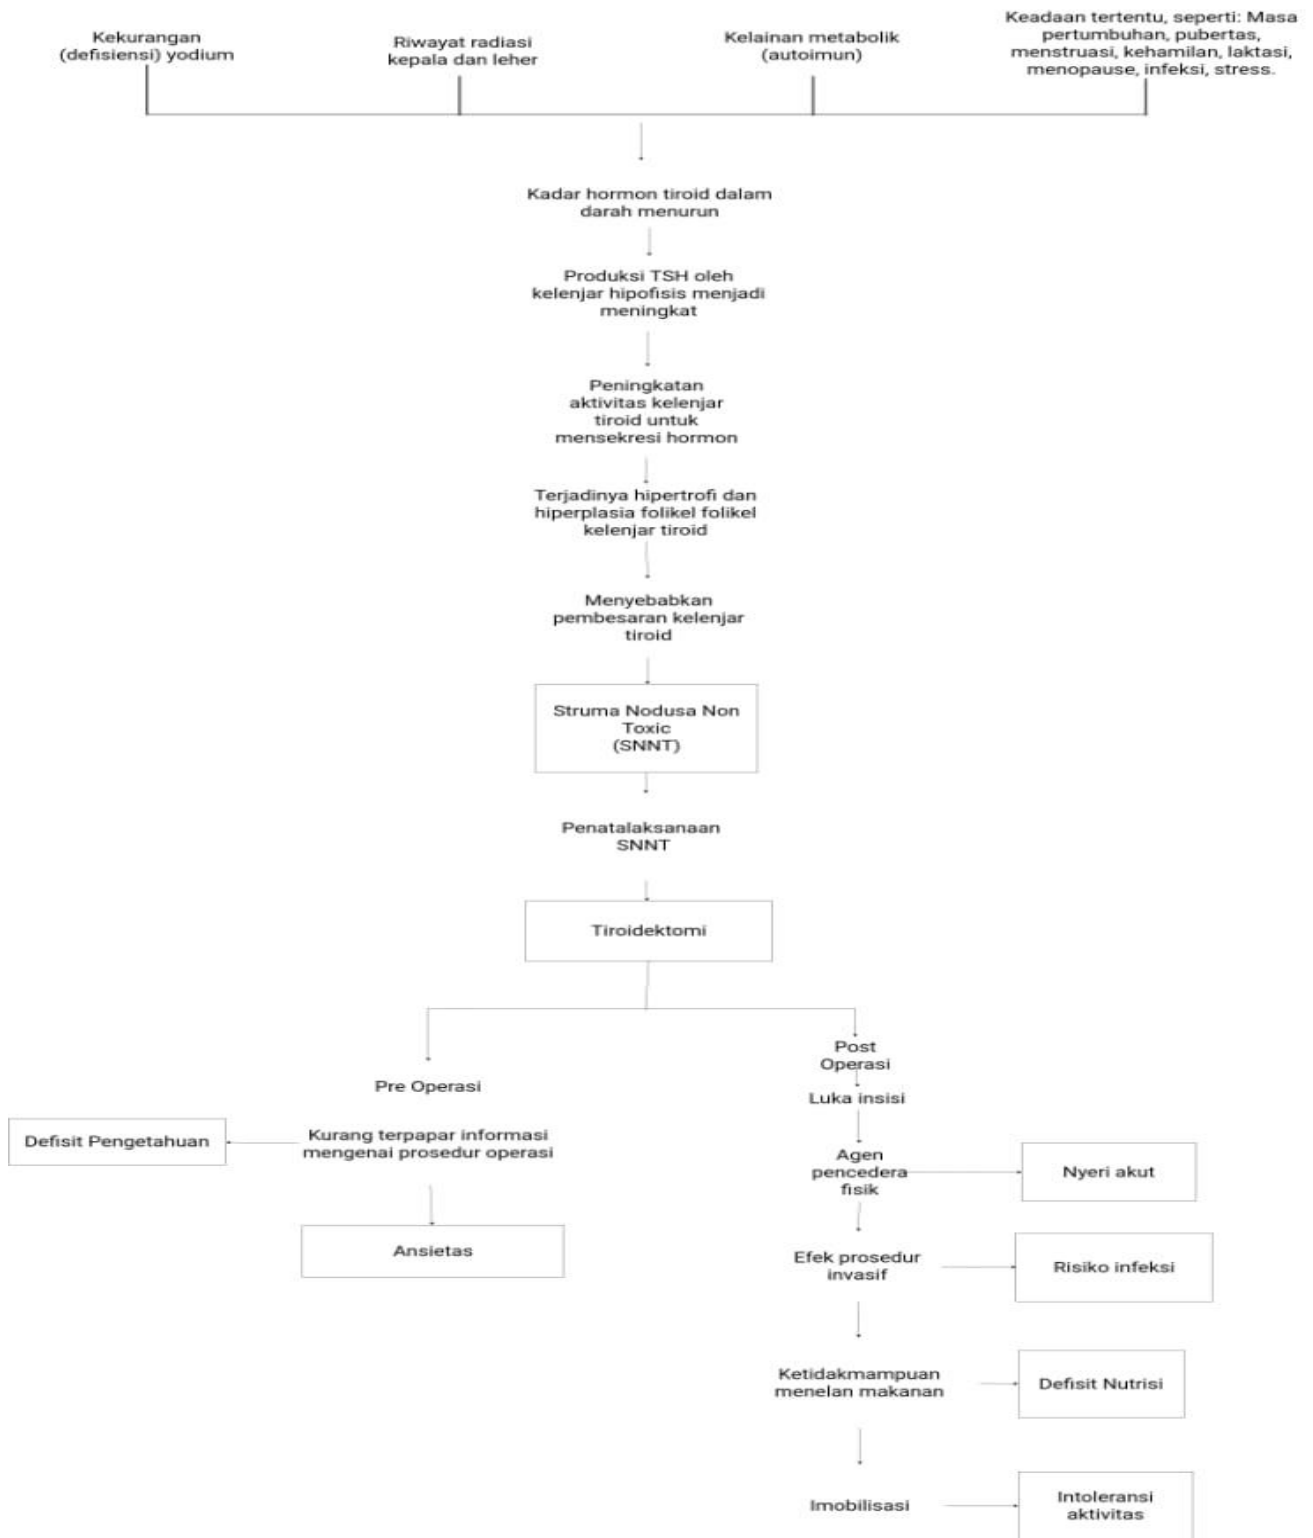 Kekurangan
(defisiensi) yodium
Riwayat radiasi
kepala dan leher
Kelainan metabolik
(autoimun)
Keadaan tertentu, seperti: Masa
pertumbuhan, pubertas,
menstruasi, kehamilan, laktasi,
menopause, infeksi, stress.
Kadar hormon tiroid dalam
darah menurun
Produksi TSH oleh
kelenjar hipofisis menjadi
meningkat
Peningkatan
aktivitas kelenjar
tiroid untuk
mensekresi hormon
Terjadinya hipertrofi dan
hiperplasia folikel folikel
kelenjar tiroid
Menyebabkan
pembesaran kelenjar
tiroid
Struma Nodusa Non
Toxic
(SNNT)
Penatalaksanaan
SNNT
Tiroidektomi
Pre Operasi
Kurang terpapar informasi
mengenai prosedur operasi
Defisit Pengetahuan
Ansietas
Post
Operasi
Luka insisi
Agen
pencedera
fisik
Nyeri akut
Efek prosedur
invasif
Risiko infeksi
Ketidakmampuan
menelan makanan
Defisit Nutrisi
Imobilisasi
Intoleransi
aktivitas